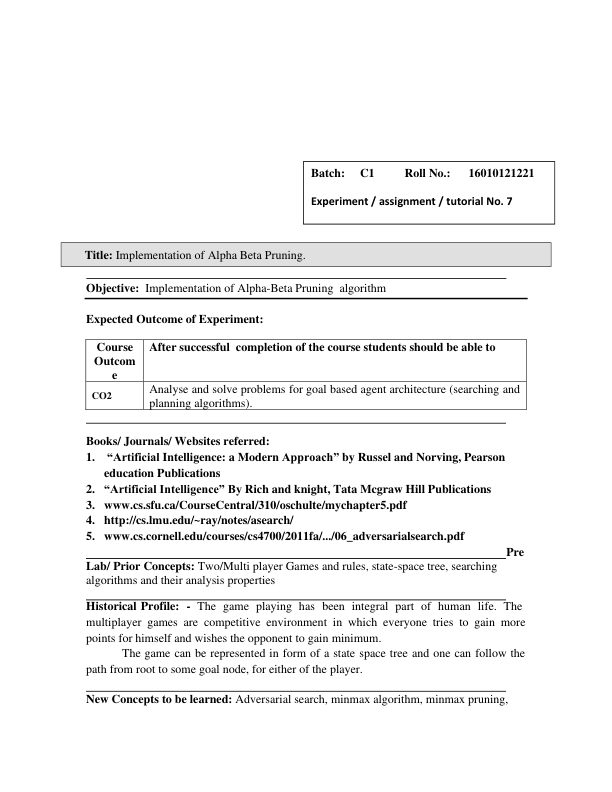 Batch: C1 Roll No.: 16010121221
Experiment / assignment / tutorial No. 7
Title: Implementation of Alpha Beta Pruning.
Objective: Implementation of Alpha-Beta Pruning algorithm
Expected Outcome of Experiment:
Course
Outcom
e
After successful completion of the course students should be able to
CO2
Analyse and solve problems for goal based agent architecture (searching and
planning algorithms).
Books/ Journals/ Websites referred:
1. “Artificial Intelligence: a Modern Approach” by Russel and Norving, Pearson
education Publications
2. “Artificial Intelligence” By Rich and knight, Tata Mcgraw Hill Publications
3. www.cs.sfu.ca/CourseCentral/310/oschulte/mychapter5.pdf
4. http://cs.lmu.edu/~ray/notes/asearch/
5. www.cs.cornell.edu/courses/cs4700/2011fa/.../06_adversarialsearch.pdf
Pre
Lab/ Prior Concepts: Two/Multi player Games and rules, state-space tree, searching
algorithms and their analysis properties
Historical Profile: - The game playing has been integral part of human life. The
multiplayer games are competitive environment in which everyone tries to gain more
points for himself and wishes the opponent to gain minimum.
The game can be represented in form of a state space tree and one can follow the
path from root to some goal node, for either of the player.
New Concepts to be learned: Adversarial search, minmax algorithm, minmax pruning,